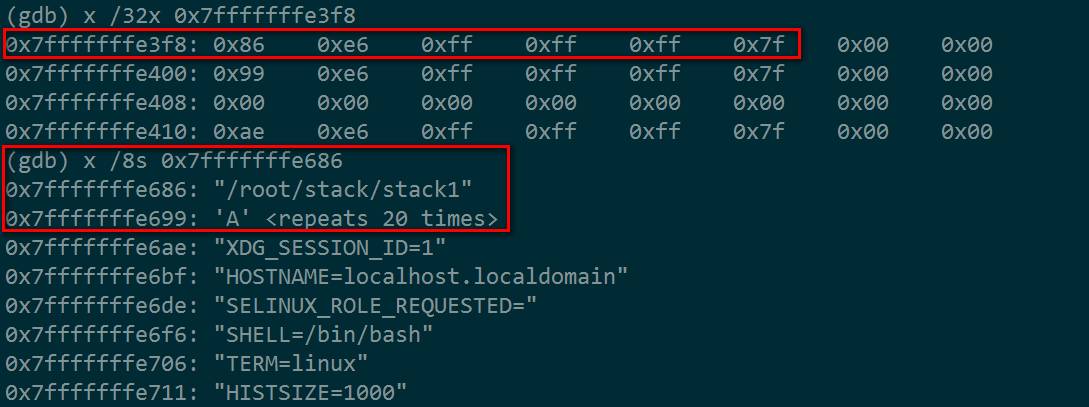 (gdb) x /32x 0x7fffffffe3f8
0x7fffffffe3f8: 0x86 0xe6 0xff 0xff 0xff 0x7f 0x00 0x00
0x7fffffffe400: 0x99 0xe6 0xff 0xff 0xff 0x7f 0x00 0x00
0x7fffffffe408: 0x00 0x00 0x00 0x00 0x00 0x00 0x00 0x00
0x7fffffffe410: 0xae 0xe6 0xff 0xff 0xff 0x7f 0x00 0x00
(gdb) x /8s 0x7fffffffe686
0x7fffffffe686: "/root/stack/stack1"
0x7fffffffe699: 'A' <repeats 20 times>
0x7fffffffe6ae: "XDG_SESSION_ID=1"
0x7fffffffe6bf: "HOSTNAME=localhost.localdomain"
0x7fffffffe6de: "SELINUX_ROLE_REQUESTED="
0x7fffffffe6f6: "SHELL=/bin/bash"
0x7fffffffe706: "TERM=linux"
0x7fffffffe711: "HISTSIZE=1000"